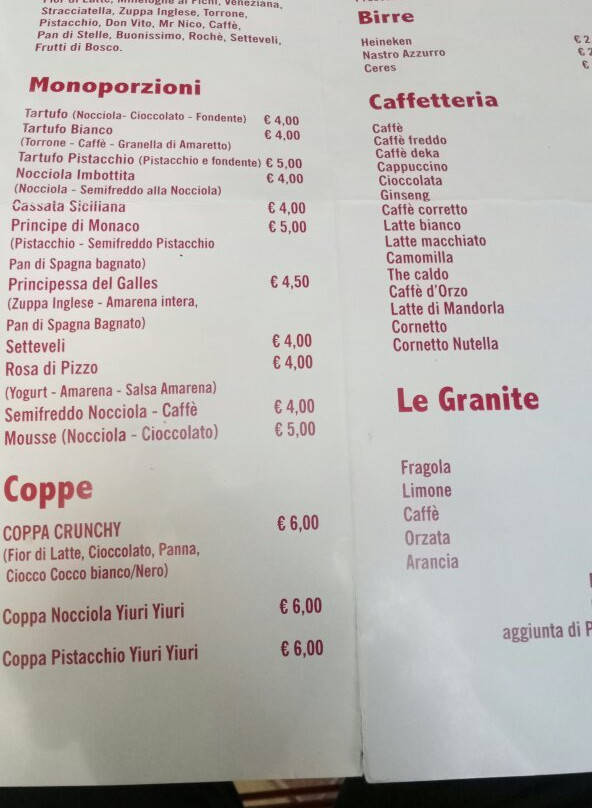 Stracciatella, Zuppa Inglese, Torrone,
Pistacchio, Don Vito, Mr Nico, Caffè,
Pan di Stelle, Buonissimo, Rochè, Setteveli,
Frutti di Bosco.
Monoporzioni
Tartufo (Nocciola- Cioccolato - Fondente) € 4,00
Tartufo Bianco € 4,00
(Torrone - Caffè - Granella di Amaretto)
Tartufo Pistacchio (Pistacchio e fondente) € 5,00
Nocciola Imbottita € 4,00
(Nocciola - Semifreddo alla Nocciola)
Cassata Siciliana € 4,00
Principe di Monaco € 5,00
(Pistacchio - Semifreddo Pistacchio
Pan di Spagna bagnato)
Principessa del Galles € 4,50
(Zuppa Inglese - Amarena intera,
Pan di Spagna Bagnato)
Setteveli € 4,00
Rosa di Pizzo € 4,00
(Yogurt - Amarena - Salsa Amarena)
Semifreddo Nocciola - Caffè € 4,00
Mousse (Nocciola - Cioccolato) € 5,00
Coppe
COPPA CRUNCHY € 6,00
(Fior di Latte, Cioccolato, Panna,
Ciocco Cocco bianco/Nero)
Coppa Nocciola Yiuri Yiuri € 6,00
Coppa Pistacchio Yiuri Yiuri € 6,00
Birre
Heineken € 2
Nastro Azzurro €
Ceres €
Caffetteria
Caffè
Caffè freddo
Caffè deka
Cappuccino
Cioccolata
Ginseng
Caffè corretto
Latte bianco
Latte macchiato
Camomilla
The caldo
Caffè d'Orzo
Latte di Mandorla
Cornetto
Cornetto Nutella
Le Granite
Fragola
Limone
Caffè
Orzata
Arancia
aggiunta di P